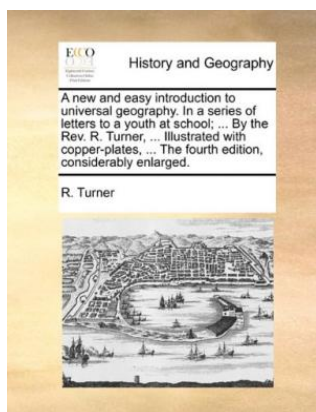 ECCO
History and Geography
A new and easy introduction to
universal geography. In a series of
letters to a youth at school; ... By the
Rev. R. Turner, ... Illustrated with
copper-plates, ... The fourth edition,
considerably enlarged.
R. Turner